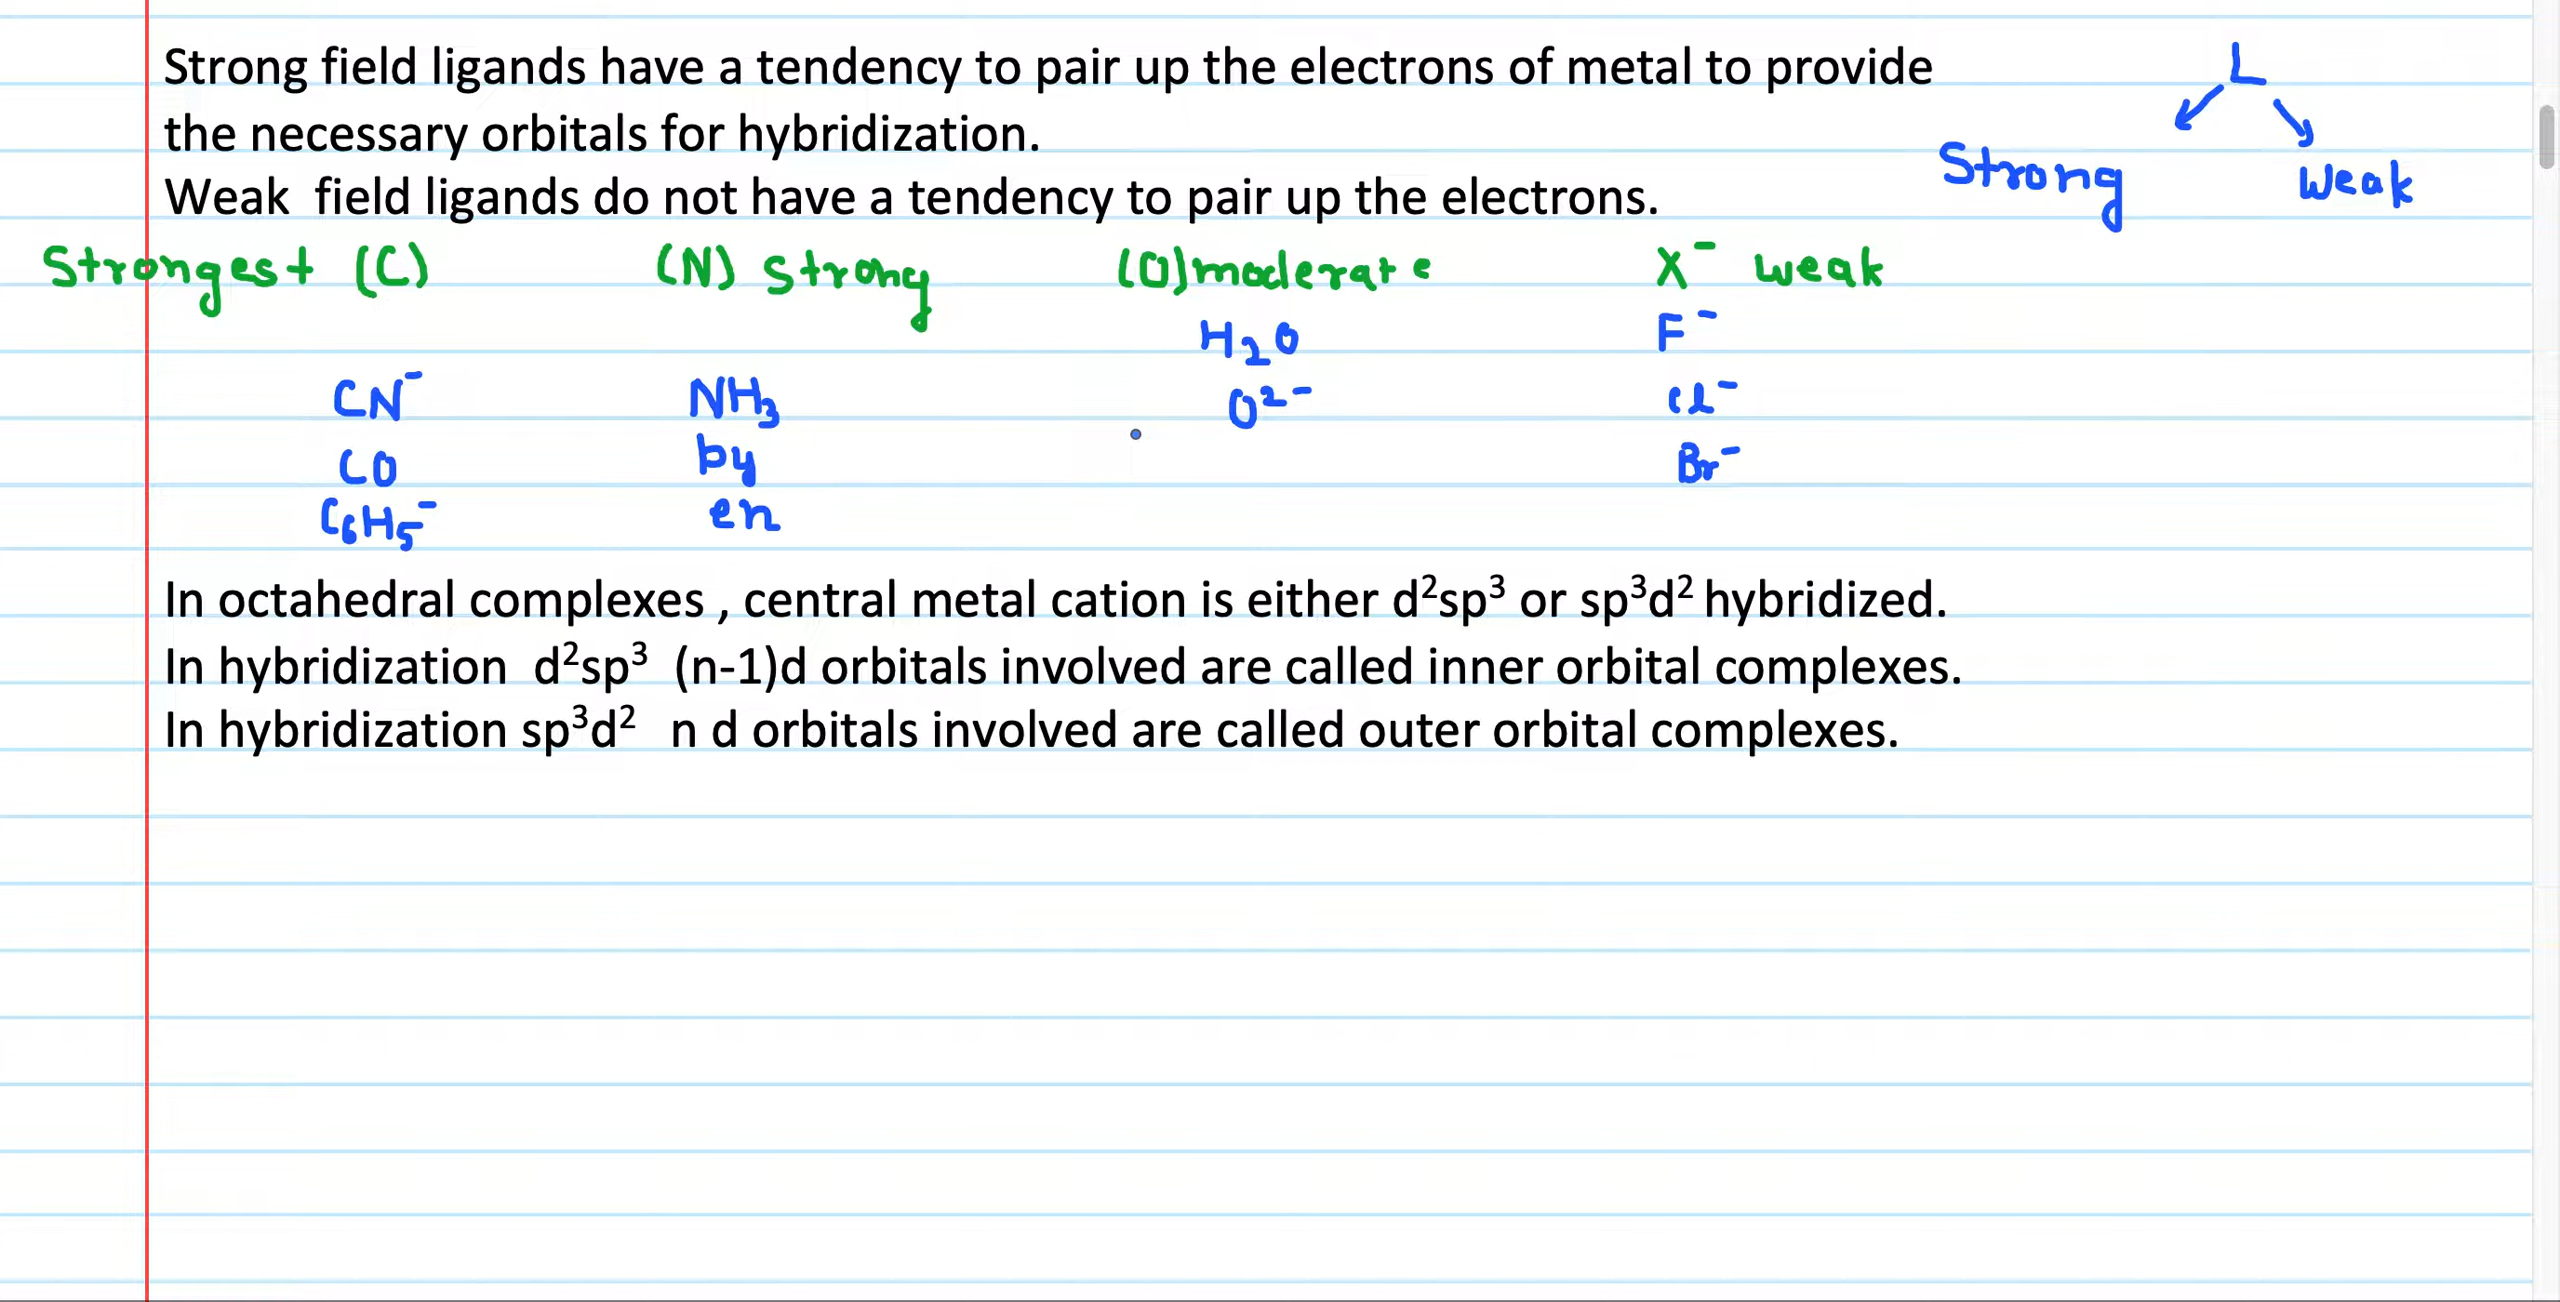 Strong field ligands have a tendency to pair up the electrons of metal to provide
the necessary orbitals for hybridization.
Weak field ligands do not have a tendency to pair up the electrons.
L
Strong Weak
Strongest (C) (N) Strong (O) moderate X⁻ weak
H₂O F⁻
CN⁻ NH₃ O²⁻ Cl⁻
CO py Br⁻
C₆H₅⁻ en
In octahedral complexes , central metal cation is either d²sp³ or sp³d² hybridized.
In hybridization d²sp³ (n-1)d orbitals involved are called inner orbital complexes.
In hybridization sp³d² n d orbitals involved are called outer orbital complexes.